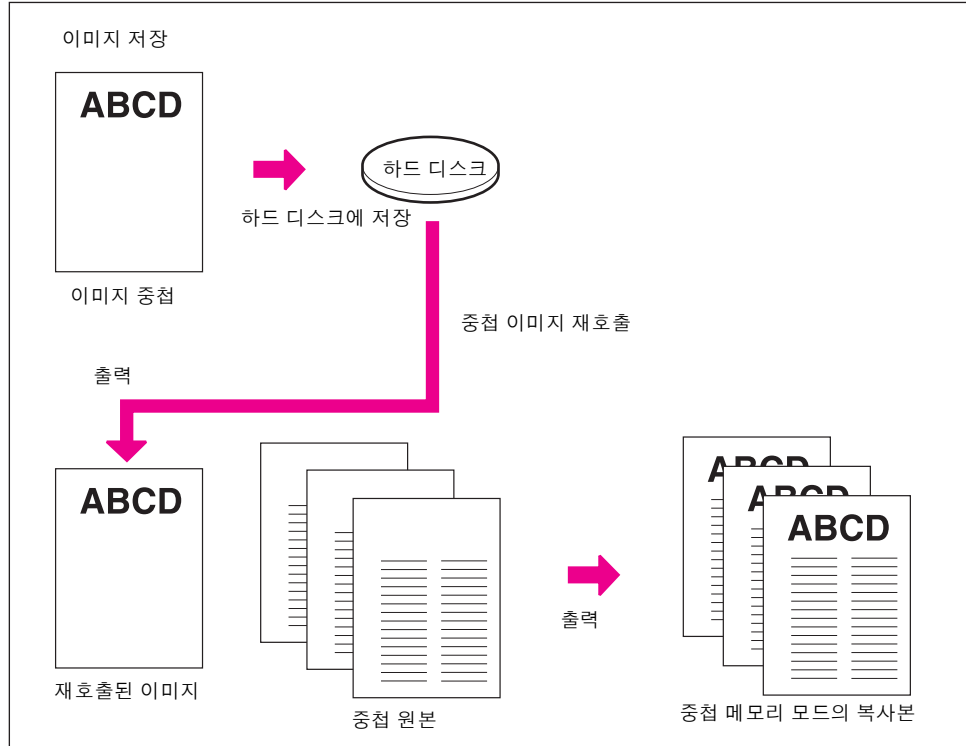 이미지 저장
ABCD
하드 디스크
하드 디스크에 저장
이미지 중첩
중첩 이미지 재호출
출력
ABCD
ABCD
ABCD
ABCD
출력
재호출된 이미지
중첩 원본
중첩 메모리 모드의 복사본